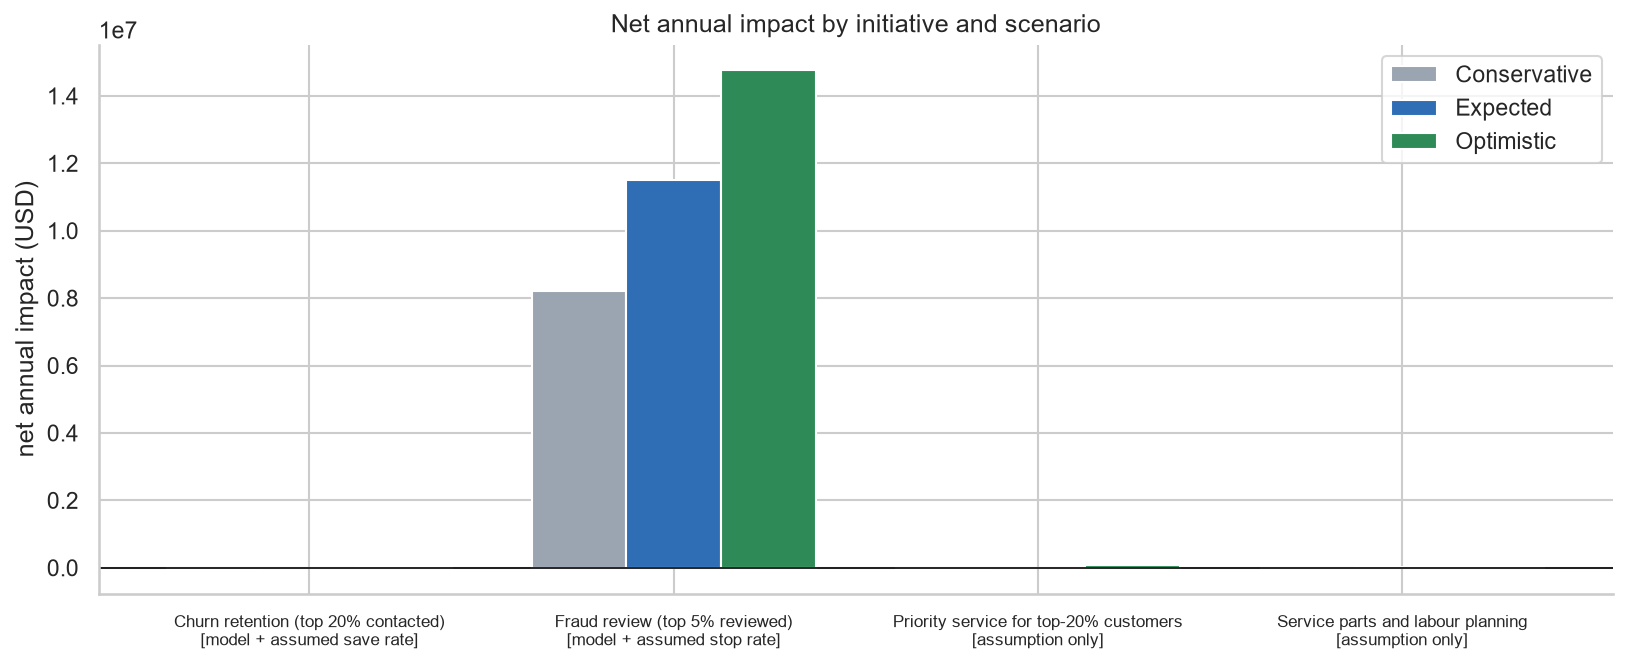 Net annual impact by initiative and scenario
1e7
net annual impact (USD)
1.4
1.2
1.0
0.8
0.6
0.4
0.2
0.0
Conservative
Expected
Optimistic
Churn retention (top 20% contacted)
[model + assumed save rate]
Fraud review (top 5% reviewed)
[model + assumed stop rate]
Priority service for top-20% customers
[assumption only]
Service parts and labour planning
[assumption only]